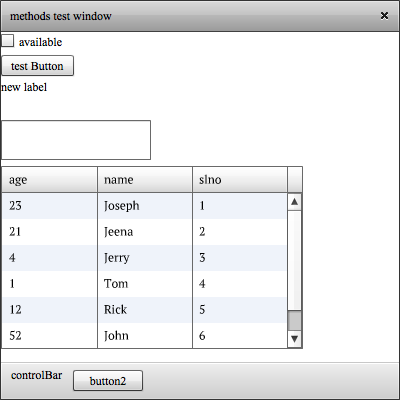 methods test window
available
test Button
new label
age name slno
23 Joseph 1
21 Jeena 2
4 Jerry 3
1 Tom 4
12 Rick 5
52 John 6
controlBar button2